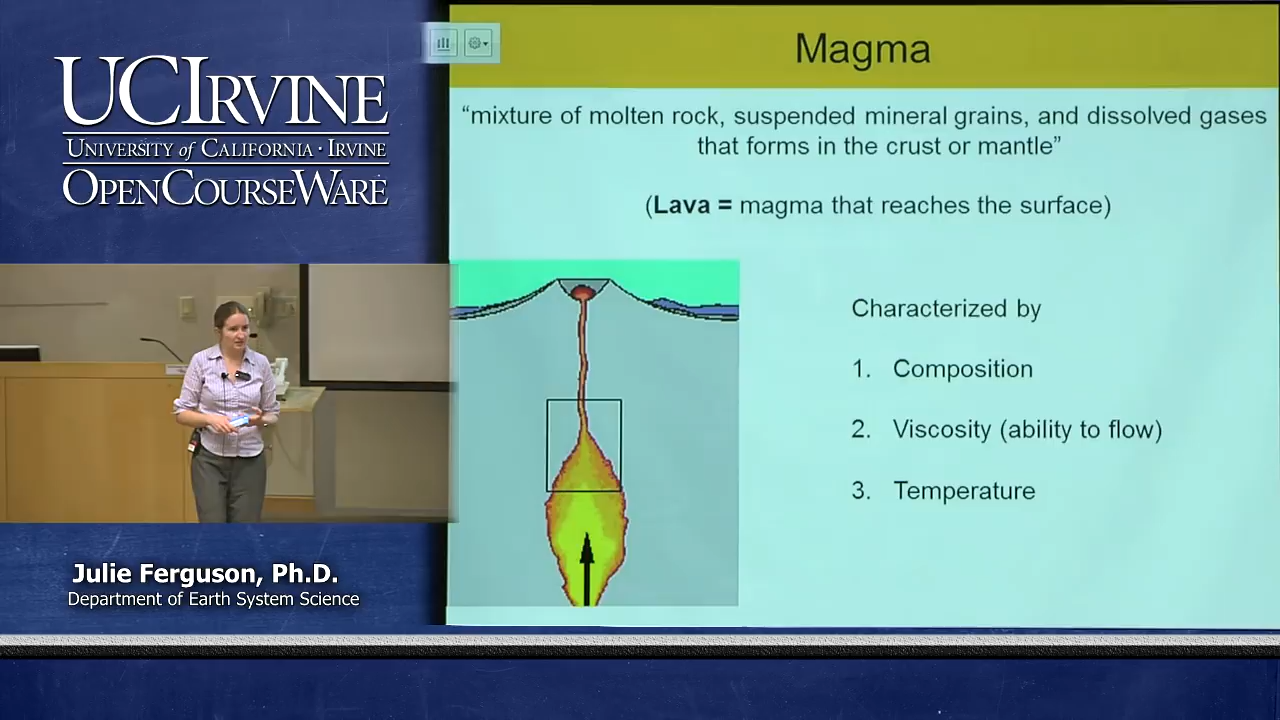 UCIRVINE
UNIVERSITY of CALIFORNIA · IRVINE
OPENCOURSEWARE
Julie Ferguson, Ph.D.
Department of Earth System Science
Magma
“mixture of molten rock, suspended mineral grains, and dissolved gases
that forms in the crust or mantle”
(Lava = magma that reaches the surface)
Characterized by
1. Composition
2. Viscosity (ability to flow)
3. Temperature